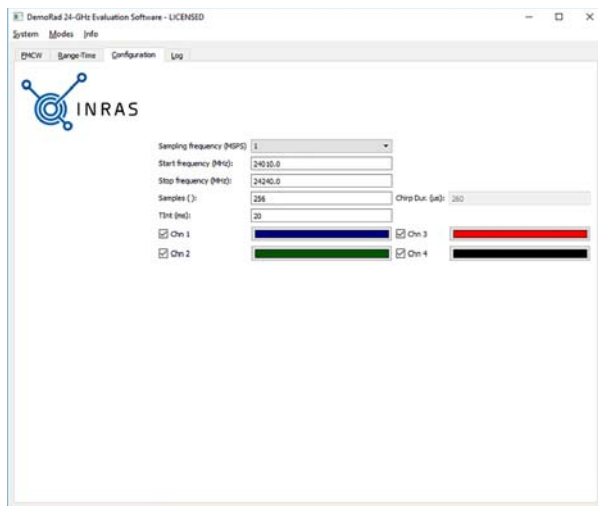 DemoRad 24-GHz Evaluation Software - LICENSED
System Modes Info
FMCW Range-Time Configuration Log
INRAS
Sampling frequency (MSPS) 1
Start frequency (MHz): 24010.0
Stop frequency (MHz): 24240.0
Samples ( ): 256 Chirp Dur. (µs): 260
TInt (ms): 20
Chn 1 Chn 3
Chn 2 Chn 4